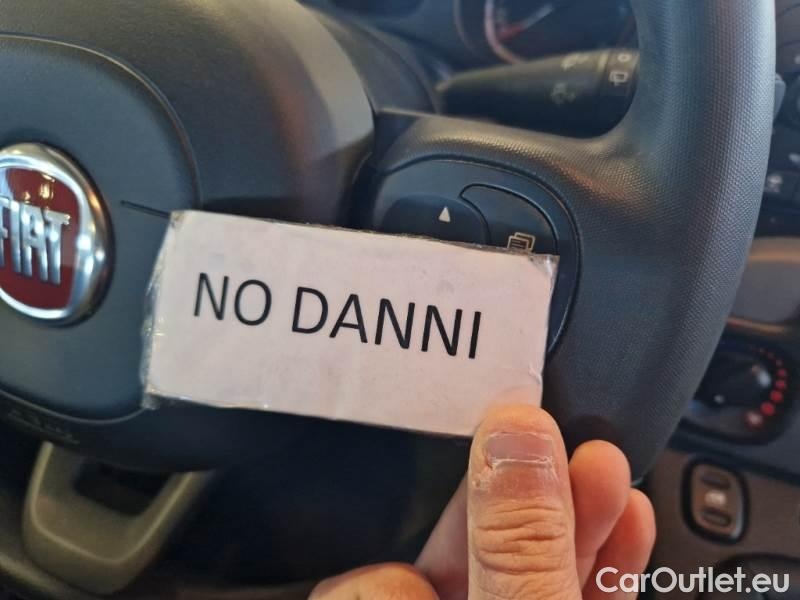 FIAT
NO DANNI
CarOutlet.eu